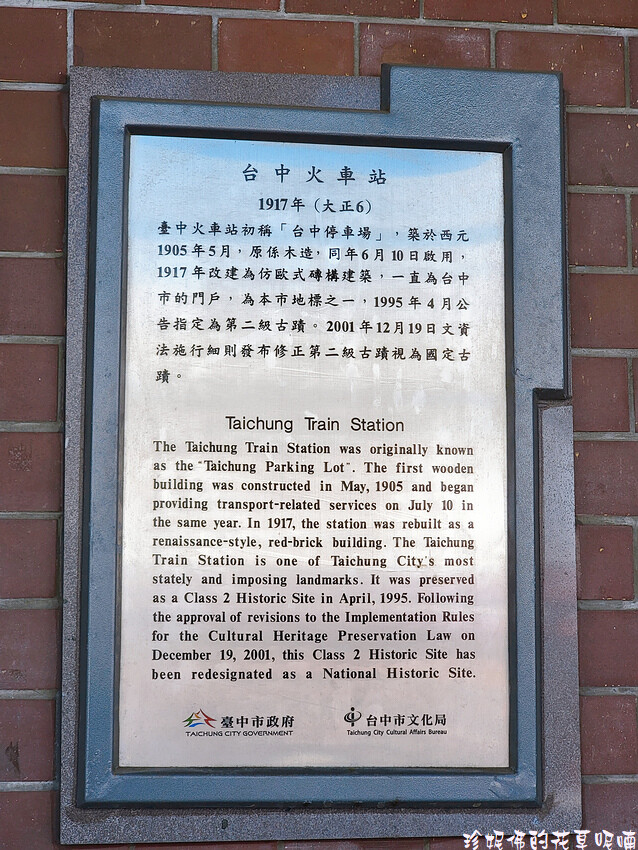 台中火車站
1917年（大正6）
臺中火車站初稱「台中停車場」，築於西元
1905年5月，原係木造，同年6月10日啟用，
1917年改建為仿歐式磚構建築，一直為台中
市的門戶，為本市地標之一，1995年4月公
告指定為第二級古蹟。2001年12月19日文資
法施行細則發布修正第二級古蹟視為國定古
蹟。
Taichung Train Station
The Taichung Train Station was originally known
as the "Taichung Parking Lot". The first wooden
building was constructed in May, 1905 and began
providing transport-related services on July 10 in
the same year. In 1917, the station was rebuilt as a
renaissance-style, red-brick building. The Taichung
Train Station is one of Taichung City's most
stately and imposing landmarks. It was preserved
as a Class 2 Historic Site in April, 1995. Following
the approval of revisions to the Implementation Rules
for the Cultural Heritage Preservation Law on
December 19, 2001, this Class 2 Historic Site has
been redesignated as a National Historic Site.
臺中市政府
TAICHUNG CITY GOVERNMENT
台中市文化局
Taichung City Cultural Affairs Bureau
珍妮佛的花草呢喃